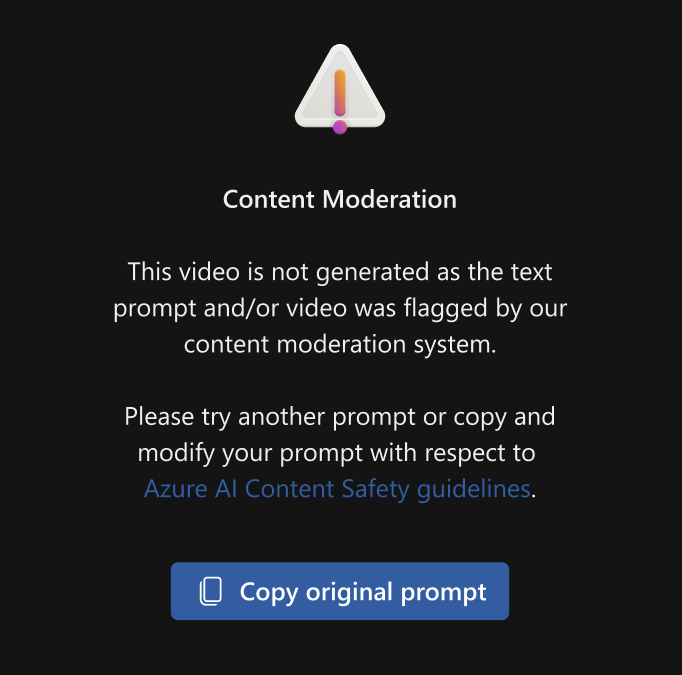 Content Moderation
This video is not generated as the text
prompt and/or video was flagged by our
content moderation system.
Please try another prompt or copy and
modify your prompt with respect to
Azure AI Content Safety guidelines.
Copy original prompt